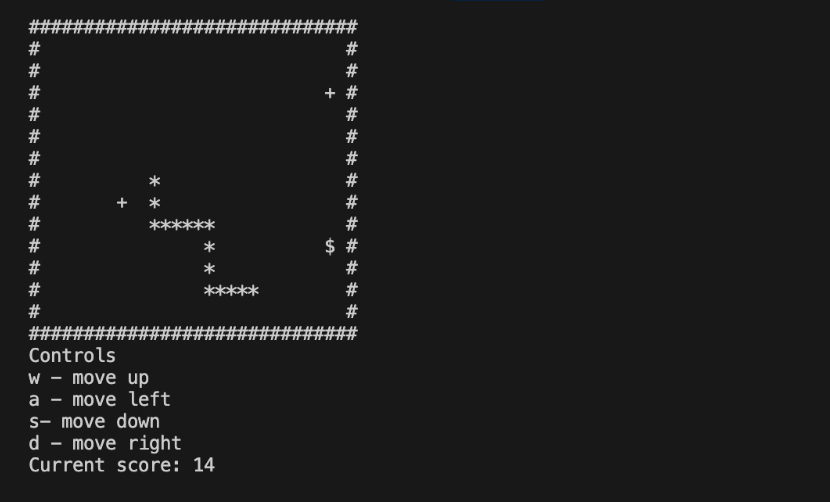 ##############################
#                            #
#                            #
#                          + #
#                            #
#                            #
#                            #
#          *                 #
#       +  *                 #
#          ******            #
#               *          $ #
#               *            #
#               *****        #
#                            #
##############################
Controls
w – move up
a – move left
s– move down
d – move right
Current score: 14